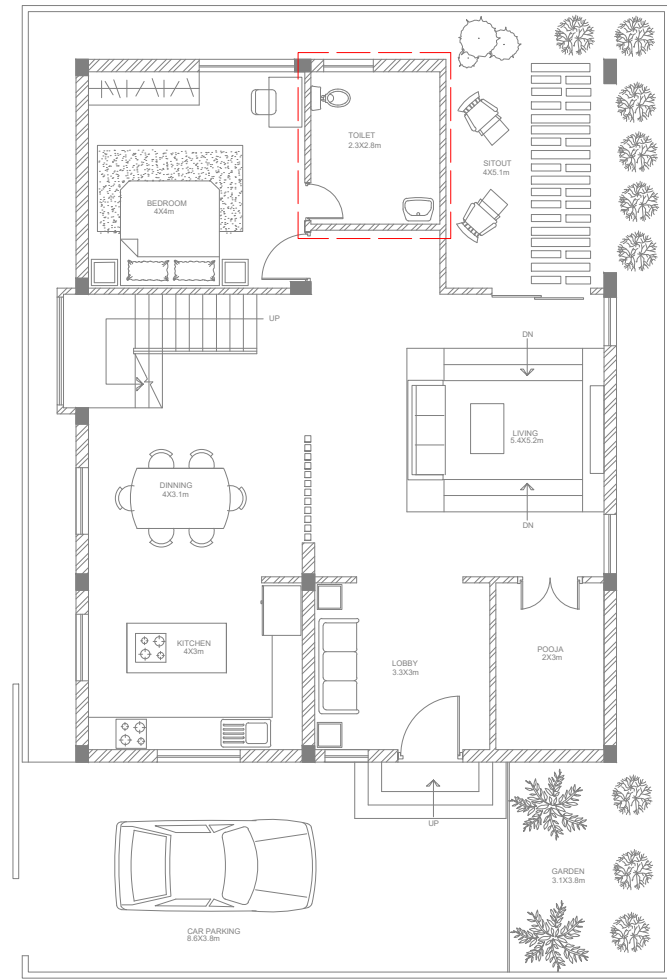 TOILET
2.3X2.8m
SITOUT
4X5.1m
BEDROOM
4X4m
UP
DN
LIVING
5.4X5.2m
DINNING
4X3.1m
DN
KITCHEN
4X3m
LOBBY
3.3X3m
POOJA
2X3m
UP
GARDEN
3.1X3.8m
CAR PARKING
8.6X3.8m